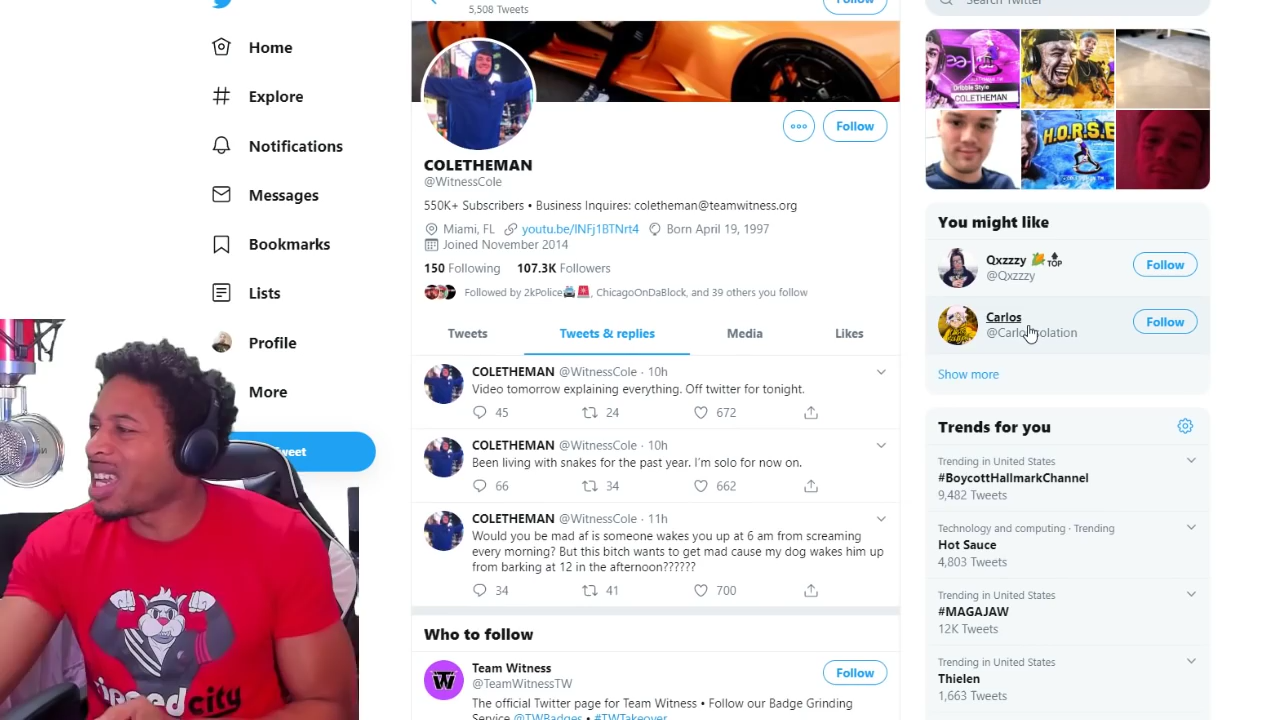 5,508 Tweets
Follow
Search Twitter
Home
Explore
Notifications
Messages
Bookmarks
Lists
Profile
More
Follow
COLETHEMAN
@WitnessCole
550K+ Subscribers • Business Inquires: coletheman@teamwitness.org
Miami, FL youtu.be/lNFj1BTNrt4 Born April 19, 1997
Joined November 2014
150 Following 107.3K Followers
Followed by 2kPolice🚔🚨, ChicagoOnDaBlock, and 39 others you follow
Tweets Tweets & replies Media Likes
COLETHEMAN @WitnessCole · 10h
Video tomorrow explaining everything. Off twitter for tonight.
45 24 672
COLETHEMAN @WitnessCole · 10h
Been living with snakes for the past year. I'm solo for now on.
66 34 662
COLETHEMAN @WitnessCole · 11h
Would you be mad af is someone wakes you up at 6 am from screaming
every morning? But this bitch wants to get mad cause my dog wakes him up
from barking at 12 in the afternoon??????
34 41 700
Who to follow
Team Witness
@TeamWitnessTW
Follow
The official Twitter page for Team Witness • Follow our Badge Grinding
Service @TWBadges • #TWTakeover
Dribble Style
COLETHEMAN
H.O.R.S.E
You might like
Qxzzzy 🌽🔝
@Qxzzzy
Follow
Carlos
Follow
Show more
Trends for you
Trending in United States
#BoycottHallmarkChannel
9,482 Tweets
Technology and computing · Trending
Hot Sauce
4,803 Tweets
Trending in United States
#MAGAJAW
12K Tweets
Trending in United States
Thielen
1,663 Tweets
city